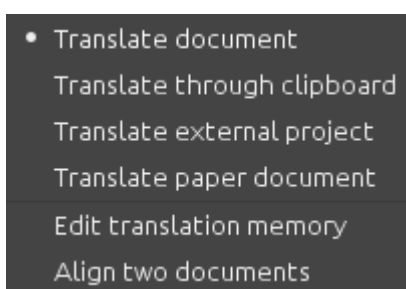 Translate document
Translate through clipboard
Translate external project
Translate paper document
Edit translation memory
Align two documents